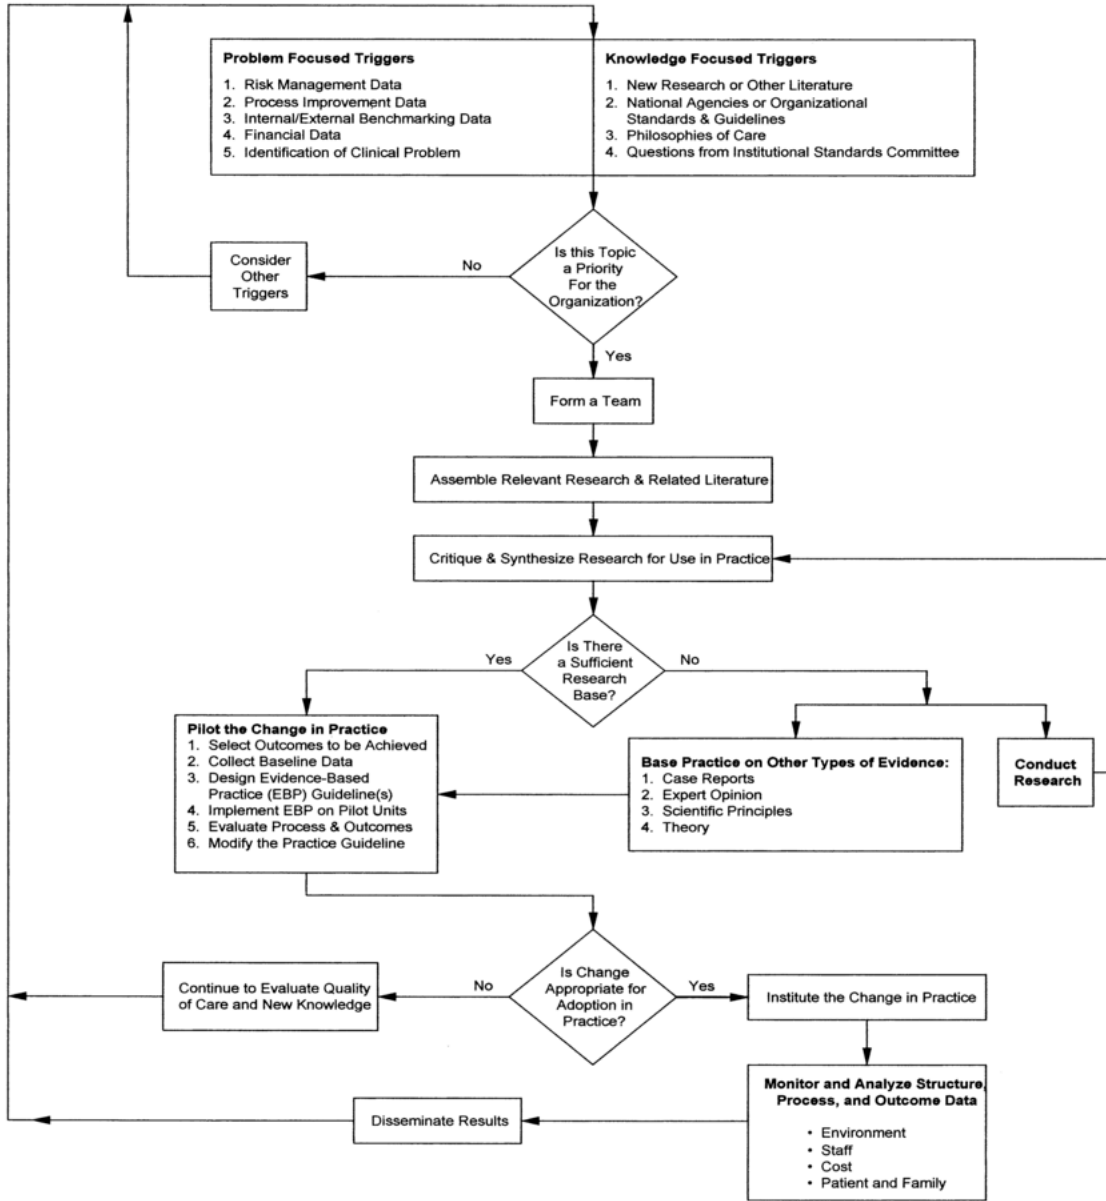 Problem Focused Triggers
1. Risk Management Data
2. Process Improvement Data
3. Internal/External Benchmarking Data
4. Financial Data
5. Identification of Clinical Problem
Knowledge Focused Triggers
1. New Research or Other Literature
2. National Agencies or Organizational
Standards & Guidelines
3. Philosophies of Care
4. Questions from Institutional Standards Committee
Is this Topic
a Priority
For the
Organization?
No
Consider
Other
Triggers
Yes
Form a Team
Assemble Relevant Research & Related Literature
Critique & Synthesize Research for Use in Practice
Is There
a Sufficient
Research
Base?
Yes
No
Pilot the Change in Practice
1. Select Outcomes to be Achieved
2. Collect Baseline Data
3. Design Evidence-Based
Practice (EBP) Guideline(s)
4. Implement EBP on Pilot Units
5. Evaluate Process & Outcomes
6. Modify the Practice Guideline
Base Practice on Other Types of Evidence:
1. Case Reports
2. Expert Opinion
3. Scientific Principles
4. Theory
Conduct
Research
Is Change
Appropriate for
Adoption in
Practice?
No
Continue to Evaluate Quality
of Care and New Knowledge
Yes
Institute the Change in Practice
Monitor and Analyze Structure,
Process, and Outcome Data
• Environment
• Staff
• Cost
• Patient and Family
Disseminate Results